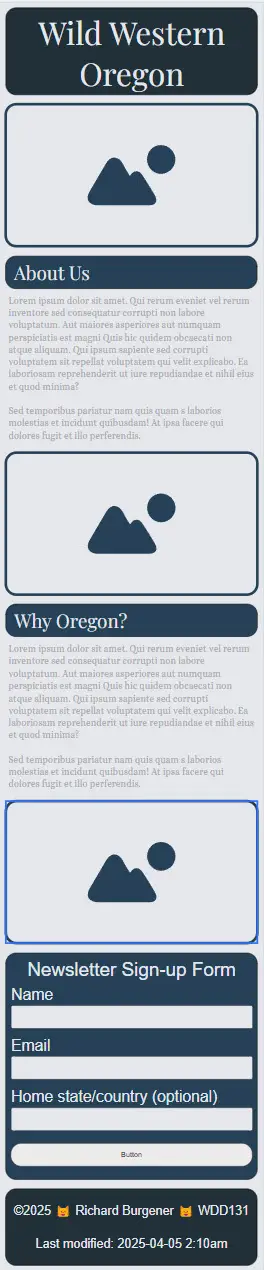 Wild Western
Oregon
About Us
Lorem ipsum dolor sit amet. Qui rerum eveniet vel rerum
inventore sed consequatur corrupti non labore
voluptatum. Aut maiores asperiores aut numquam
perspiciatis est magni Quis hic quidem obcaecati non
atque aliquam. Qui ipsum sapiente sed corrupti
voluptatem sit repellat voluptatum qui velit explicabo. Ea
laboriosam reprehenderit ut iure repudiandae et nihil eius
et quod minima?
Sed temporibus pariatur nam quis quam s laborios
molestias et incidunt quibusdam! At ipsa facere qui
dolores fugit et illo perferendis.
Why Oregon?
Lorem ipsum dolor sit amet. Qui rerum eveniet vel rerum
inventore sed consequatur corrupti non labore
voluptatum. Aut maiores asperiores aut numquam
perspiciatis est magni Quis hic quidem obcaecati non
atque aliquam. Qui ipsum sapiente sed corrupti
voluptatem sit repellat voluptatum qui velit explicabo. Ea
laboriosam reprehenderit ut iure repudiandae et nihil eius
et quod minima?
Sed temporibus pariatur nam quis quam s laborios
molestias et incidunt quibusdam! At ipsa facere qui
dolores fugit et illo perferendis.
Newsletter Sign-up Form
Name
Email
Home state/country (optional)
Button
©2025 🐱 Richard Burgener 🐱 WDD131
Last modified: 2025-04-05 2:10am